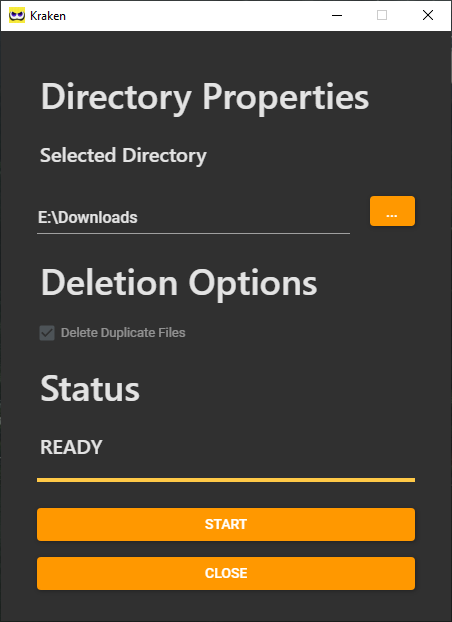 Kraken
Directory Properties
Selected Directory
E:\Downloads
...
Deletion Options
Delete Duplicate Files
Status
READY
START
CLOSE